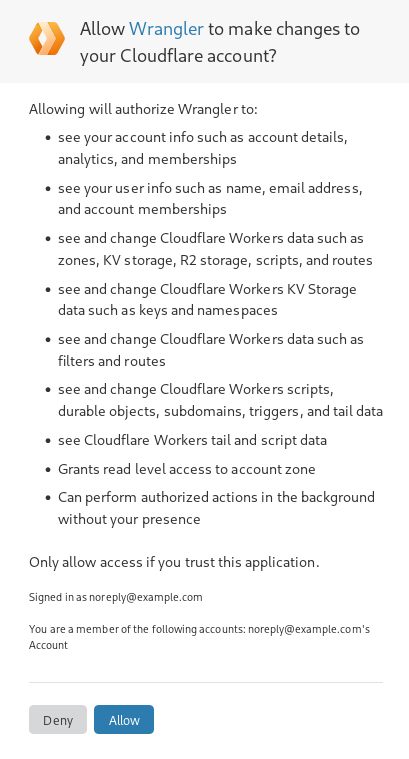 Allow Wrangler to make changes to
your Cloudflare account?
Allowing will authorize Wrangler to:
• see your account info such as account details,
analytics, and memberships
• see your user info such as name, email address,
and account memberships
• see and change Cloudflare Workers data such as
zones, KV storage, R2 storage, scripts, and routes
• see and change Cloudflare Workers KV Storage
data such as keys and namespaces
• see and change Cloudflare Workers data such as
filters and routes
• see and change Cloudflare Workers scripts,
durable objects, subdomains, triggers, and tail data
• see Cloudflare Workers tail and script data
• Grants read level access to account zone
• Can perform authorized actions in the background
without your presence
Only allow access if you trust this application.
Signed in as noreply@example.com
You are a member of the following accounts: noreply@example.com's
Account
Deny Allow